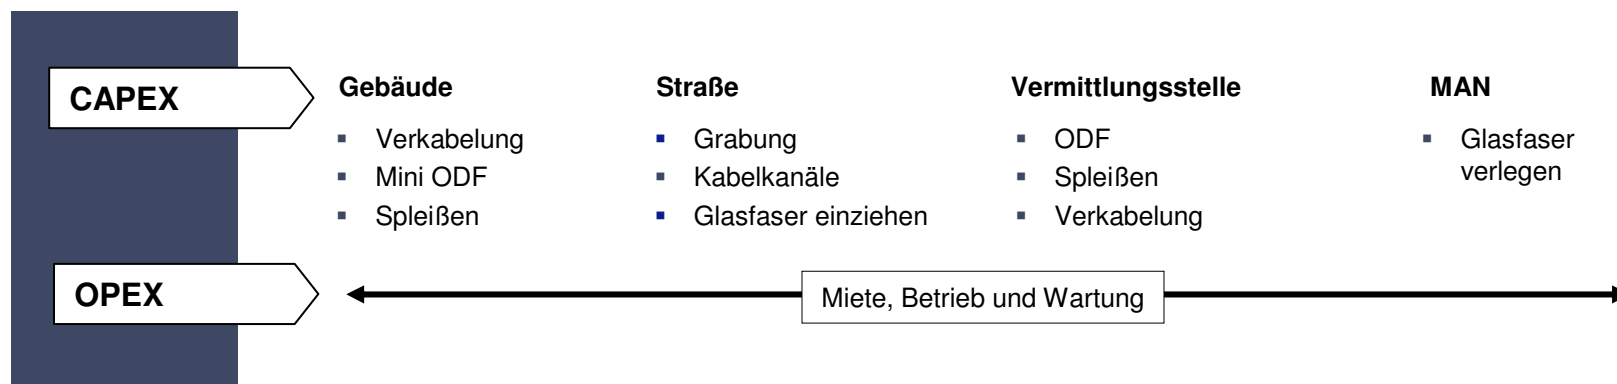 CAPEX
Gebäude
Verkabelung
Mini ODF
Spleißen
Straße
Grabung
Kabelkanäle
Glasfaser einziehen
Vermittlungsstelle
ODF
Spleißen
Verkabelung
MAN
Glasfaser
verlegen
OPEX
Miete, Betrieb und Wartung